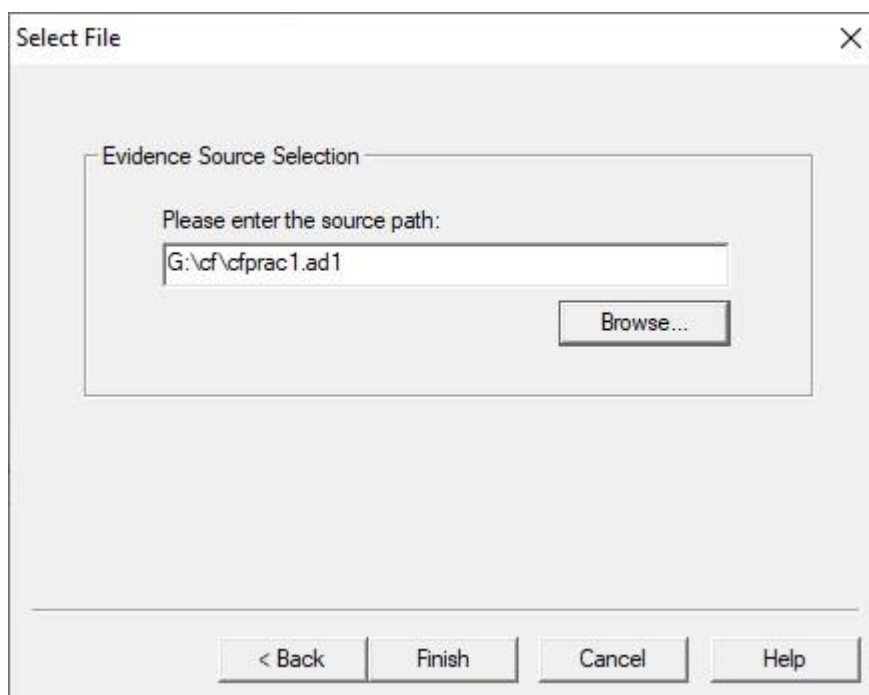 Select File
Evidence Source Selection
Please enter the source path:
G:\cf\cfprac1.ad1
Browse...
< Back
Finish
Cancel
Help